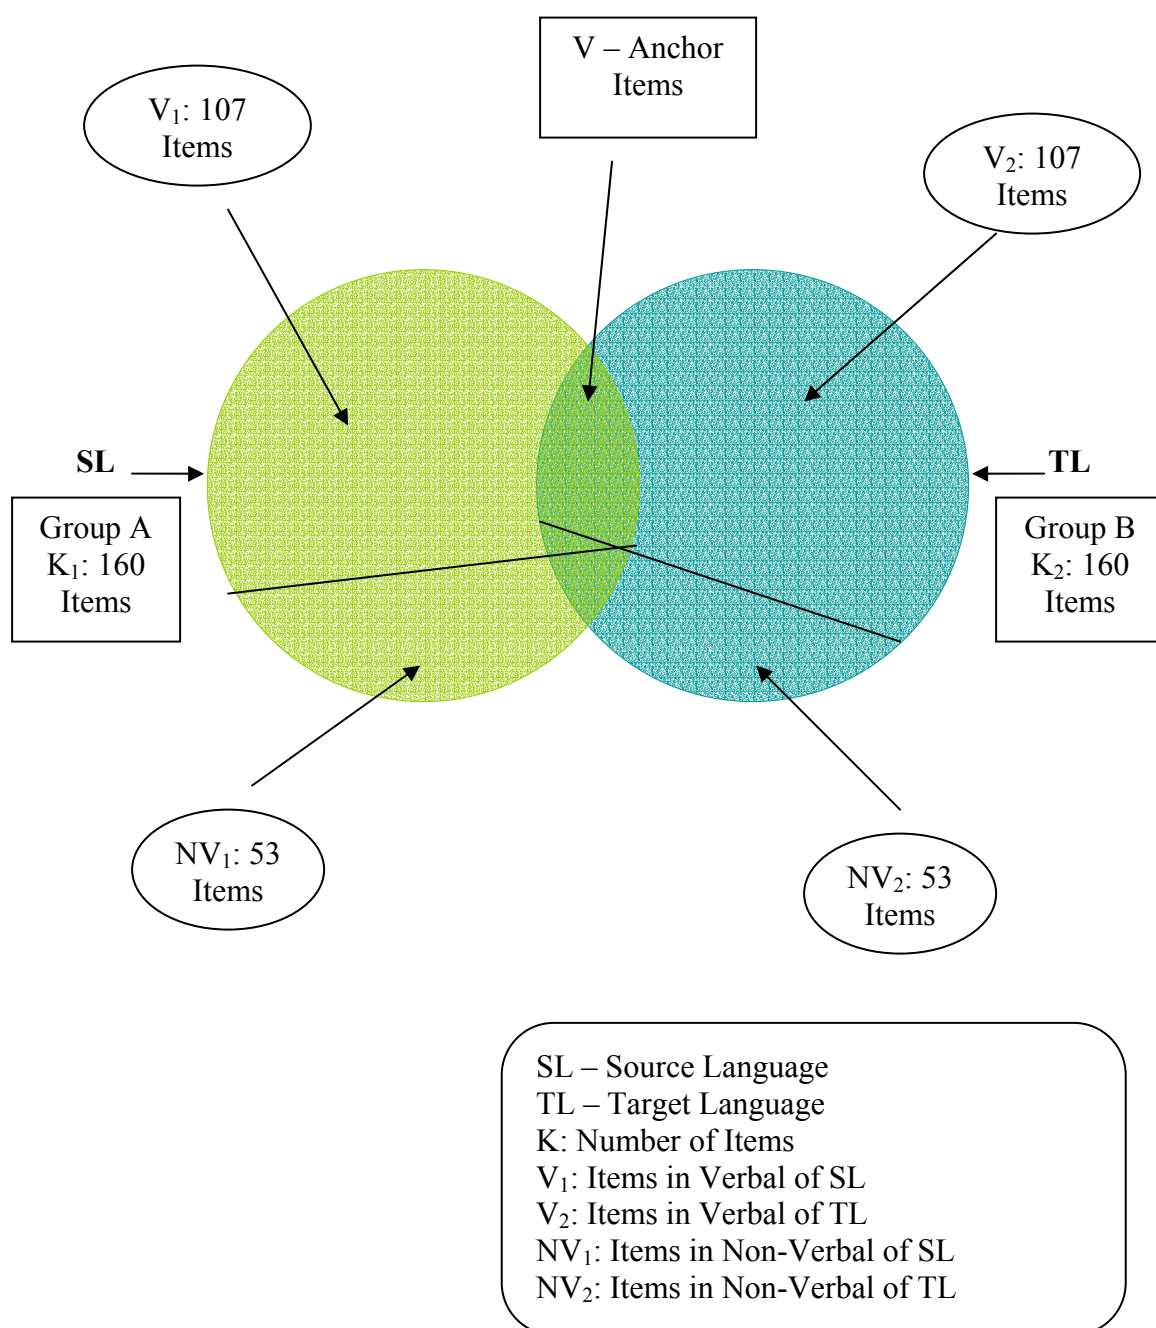 V – Anchor
Items
V₁: 107
Items
V₂: 107
Items
SL
TL
Group A
K₁: 160
Items
Group B
K₂: 160
Items
NV₁: 53
Items
NV₂: 53
Items
SL – Source Language
TL – Target Language
K: Number of Items
V₁: Items in Verbal of SL
V₂: Items in Verbal of TL
NV₁: Items in Non-Verbal of SL
NV₂: Items in Non-Verbal of TL